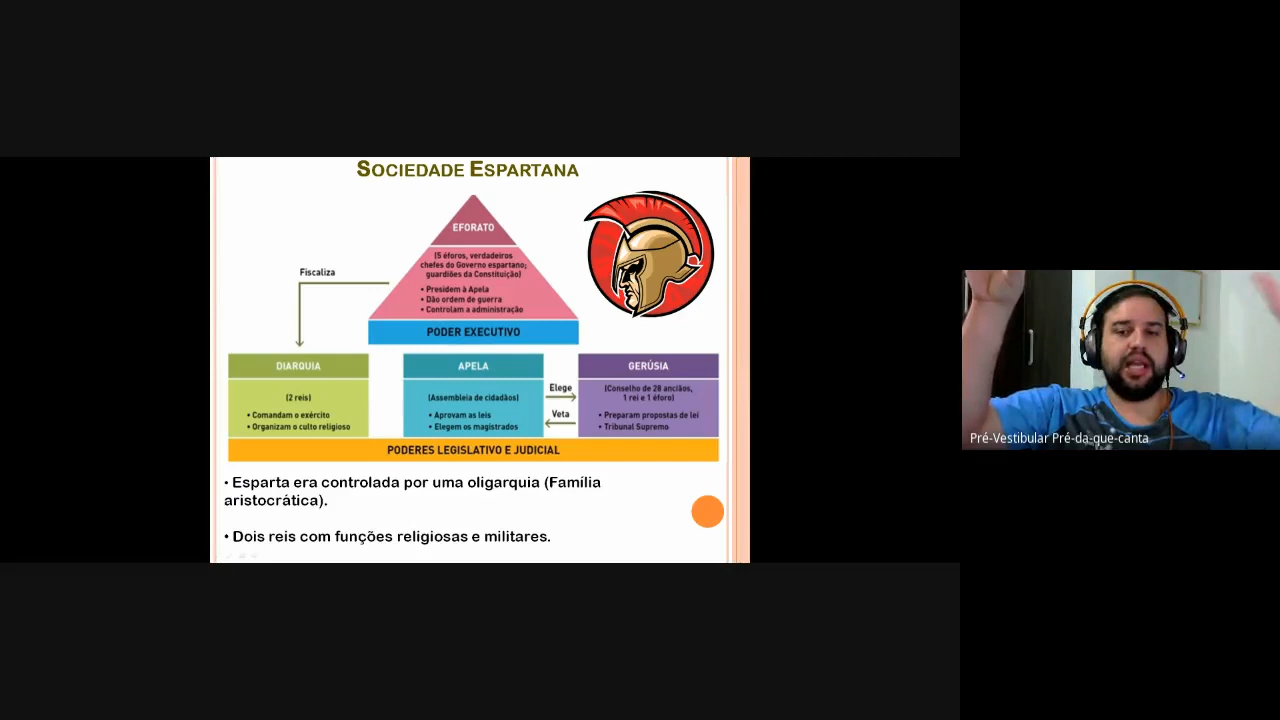 SOCIEDADE ESPARTANA
EFORATO
(5 éforos, verdadeiros
chefes do Governo espartano;
guardiões da Constituição)
• Presidem à Apela
• Dão ordem de guerra
• Controlam a administração
Fiscaliza
PODER EXECUTIVO
DIARQUIA
(2 reis)
• Comandam o exército
• Organizam o culto religioso
APELA
(Assembleia de cidadãos)
• Aprovam as leis
• Elegem os magistrados
Elege
Veta
GERÚSIA
(Conselho de 28 anciãos,
1 rei e 1 éforo)
• Preparam propostas de lei
• Tribunal Supremo
PODERES LEGISLATIVO E JUDICIAL
• Esparta era controlada por uma oligarquia (Família
aristocrática).
• Dois reis com funções religiosas e militares.
Pré-Vestibular Pré-da-que-canta